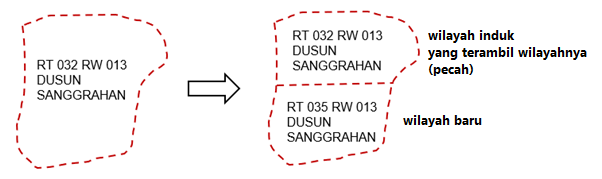 RT 032 RW 013
DUSUN
SANGGRAHAN
RT 032 RW 013
DUSUN
SANGGRAHAN
wilayah induk
yang terambil wilayahnya
(pecah)
RT 035 RW 013
DUSUN
SANGGRAHAN
wilayah baru